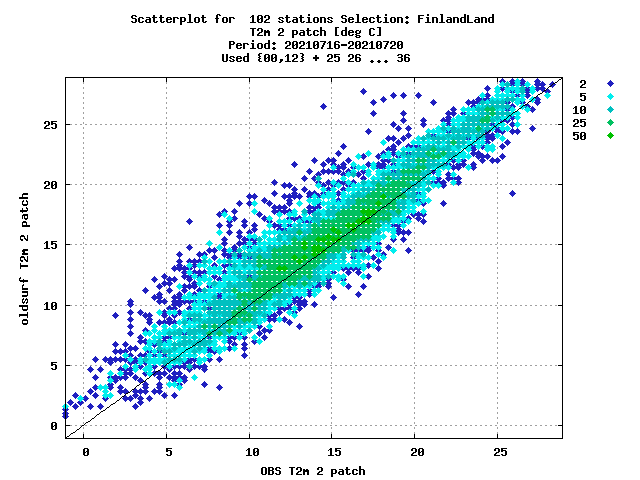 Scatterplot for  102 stations Selection: FinlandLand
T2m 2 patch [deg C]
Period: 20210716-20210720
Used {00,12} + 25 26 ... 36
2
5
10
25
50
25
20
15
10
5
0
oldsurf T2m 2 patch
0 5 10 15 20 25
OBS T2m 2 patch